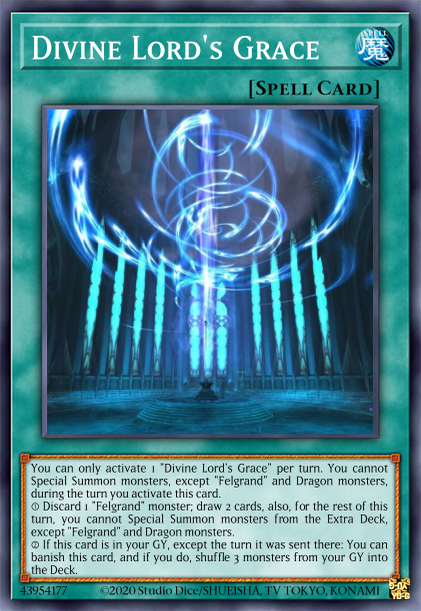 Divine Lord's Grace
SPELL
魔
[Spell Card]
You can only activate 1 "Divine Lord's Grace" per turn. You cannot
Special Summon monsters, except "Felgrand" and Dragon monsters,
during the turn you activate this card.
① Discard 1 "Felgrand" monster; draw 2 cards, also, for the rest of this
turn, you cannot Special Summon monsters from the Extra Deck,
except "Felgrand" and Dragon monsters.
② If this card is in your GY, except the turn it was sent there: You can
banish this card, and if you do, shuffle 3 monsters from your GY into
the Deck.
43954177 ©2020 Studio Dice/SHUEISHA, TV TOKYO, KONAMI